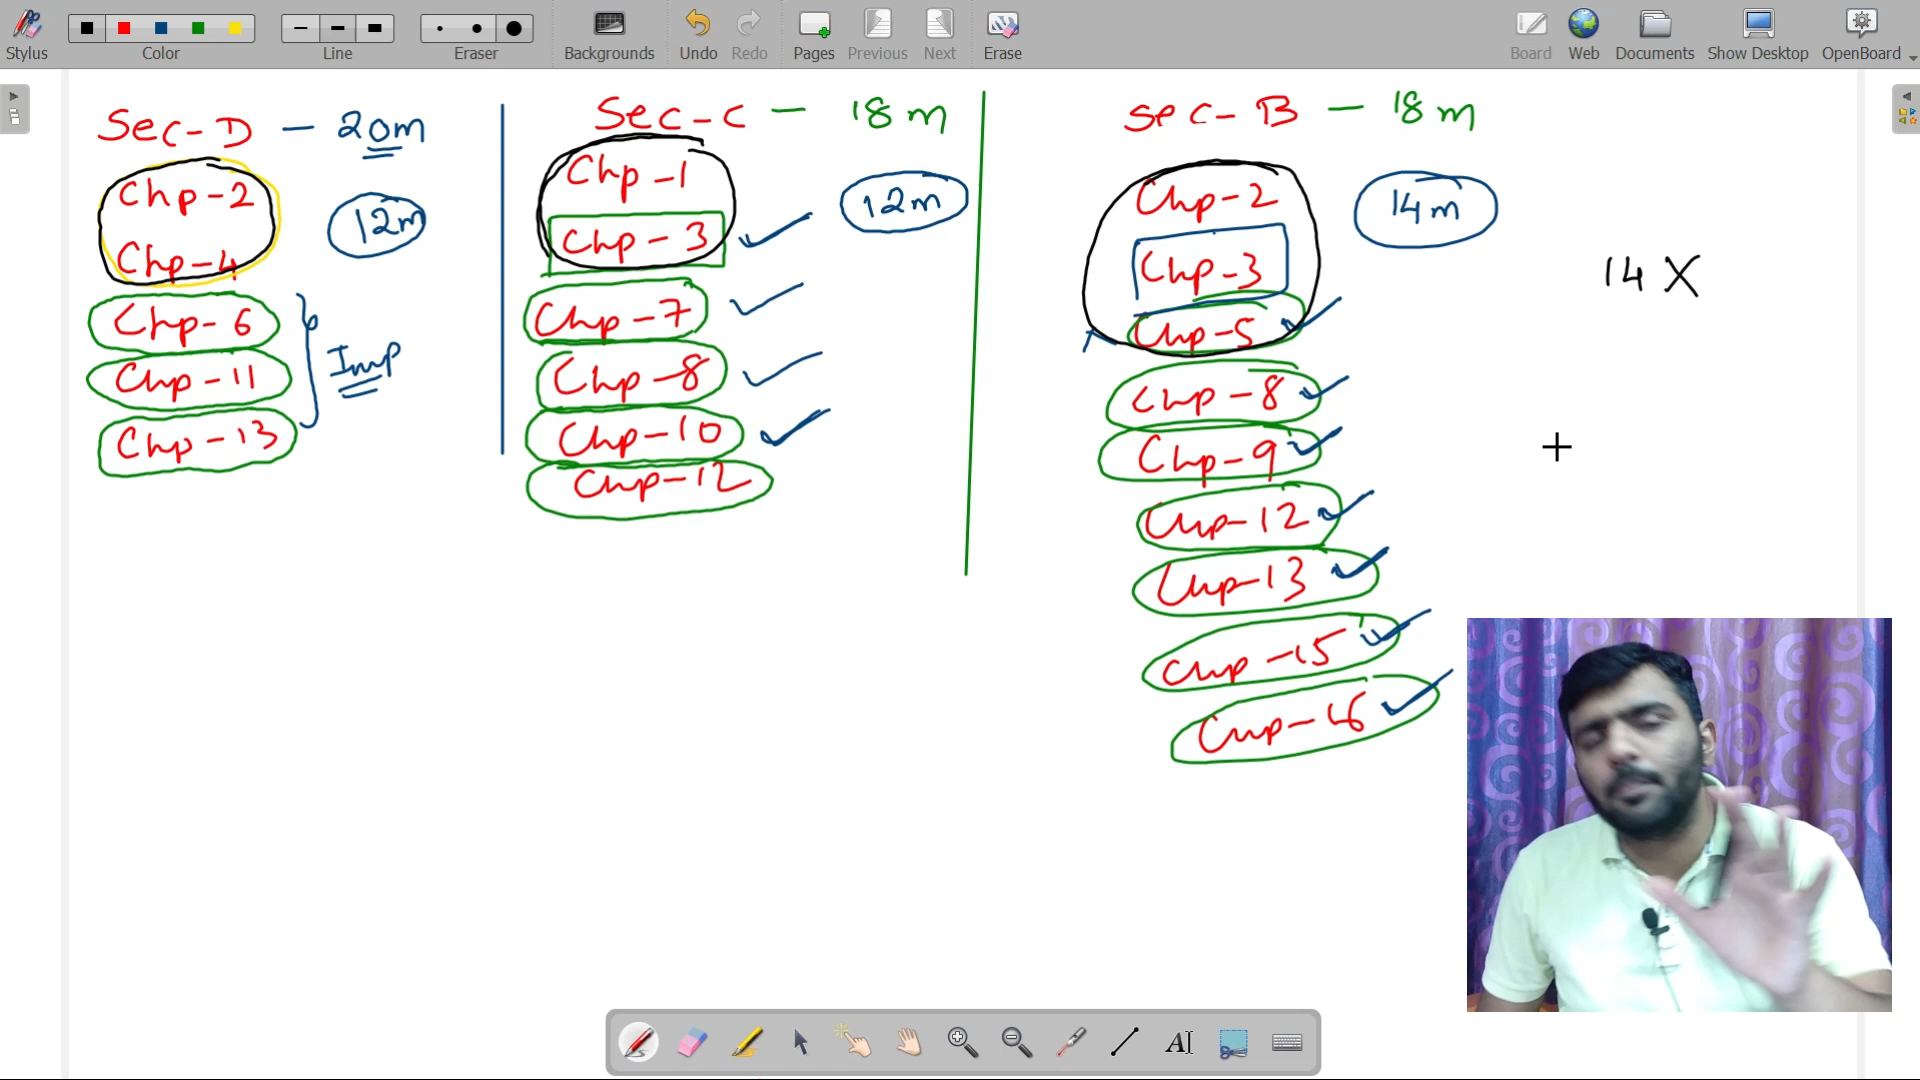 Stylus
Color
Line
Eraser
Backgrounds
Undo
Redo
Pages
Previous
Next
Erase
Board
Web
Documents
Show Desktop
OpenBoard
Sec-D - 20m
Chp-2
Chp-4
12m
Chp-6
Chp-11
Chp-13
Imp
Sec-C - 18m
Chp-1
Chp-3
12m
Chp-7
Chp-8
Chp-10
Chp-12
Sec-B - 18m
Chp-2
14m
Chp-3
Chp-5
Chp-8
Chp-9
Chp-12
Chp-13
Chp-15
Chp-16
14 X
AI